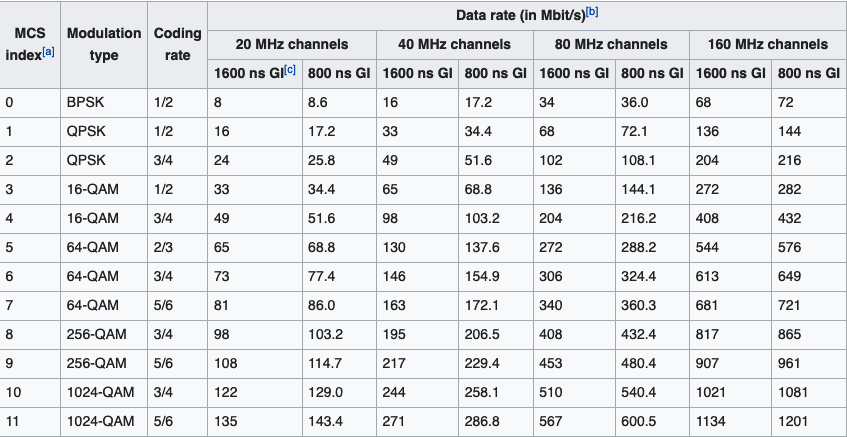 Data rate (in Mbit/s)[b]
MCS index[a] Modulation type Coding rate
20 MHz channels 40 MHz channels 80 MHz channels 160 MHz channels
1600 ns GI[c] 800 ns GI 1600 ns GI 800 ns GI 1600 ns GI 800 ns GI 1600 ns GI 800 ns GI
0 BPSK 1/2 8 8.6 16 17.2 34 36.0 68 72
1 QPSK 1/2 16 17.2 33 34.4 68 72.1 136 144
2 QPSK 3/4 24 25.8 49 51.6 102 108.1 204 216
3 16-QAM 1/2 33 34.4 65 68.8 136 144.1 272 282
4 16-QAM 3/4 49 51.6 98 103.2 204 216.2 408 432
5 64-QAM 2/3 65 68.8 130 137.6 272 288.2 544 576
6 64-QAM 3/4 73 77.4 146 154.9 306 324.4 613 649
7 64-QAM 5/6 81 86.0 163 172.1 340 360.3 681 721
8 256-QAM 3/4 98 103.2 195 206.5 408 432.4 817 865
9 256-QAM 5/6 108 114.7 217 229.4 453 480.4 907 961
10 1024-QAM 3/4 122 129.0 244 258.1 510 540.4 1021 1081
11 1024-QAM 5/6 135 143.4 271 286.8 567 600.5 1134 1201